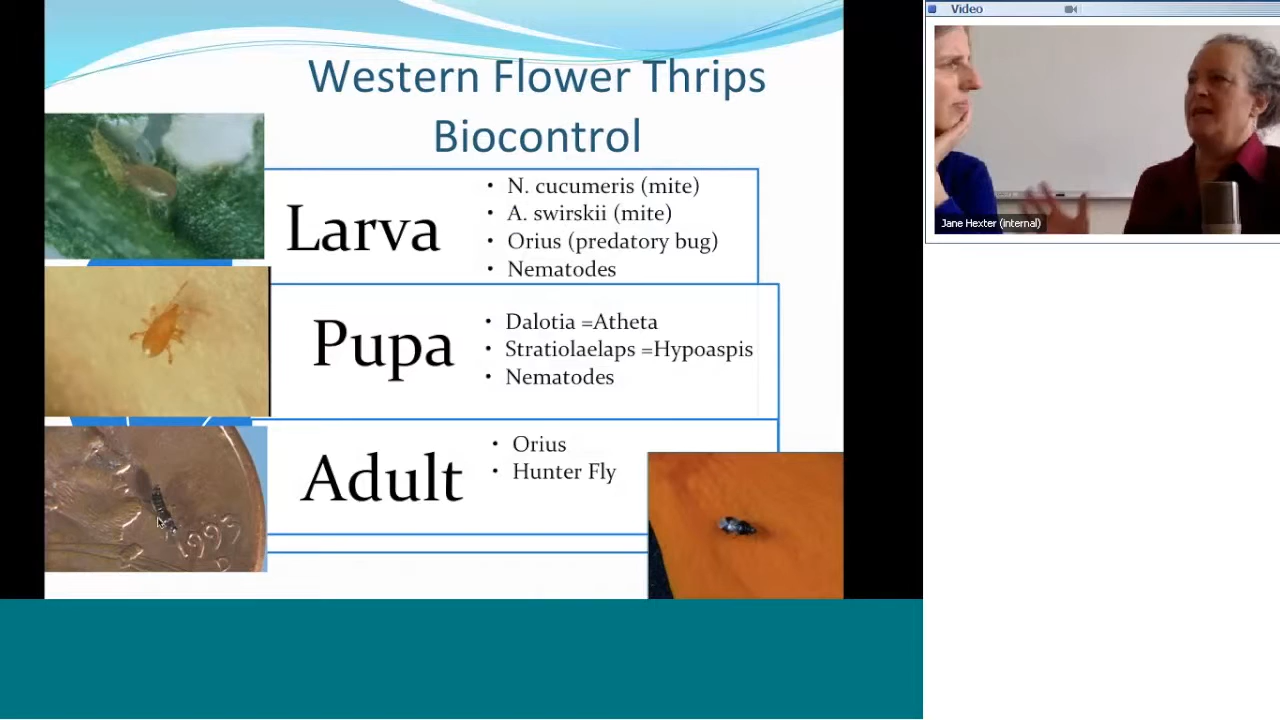 Western Flower Thrips
Biocontrol
Larva
• N. cucumeris (mite)
• A. swirskii (mite)
• Orius (predatory bug)
• Nematodes
Pupa
• Dalotia =Atheta
• Stratiolaelaps =Hypoaspis
• Nematodes
Adult
• Orius
• Hunter Fly
1993
D
Video
Jane Hexter (internal)